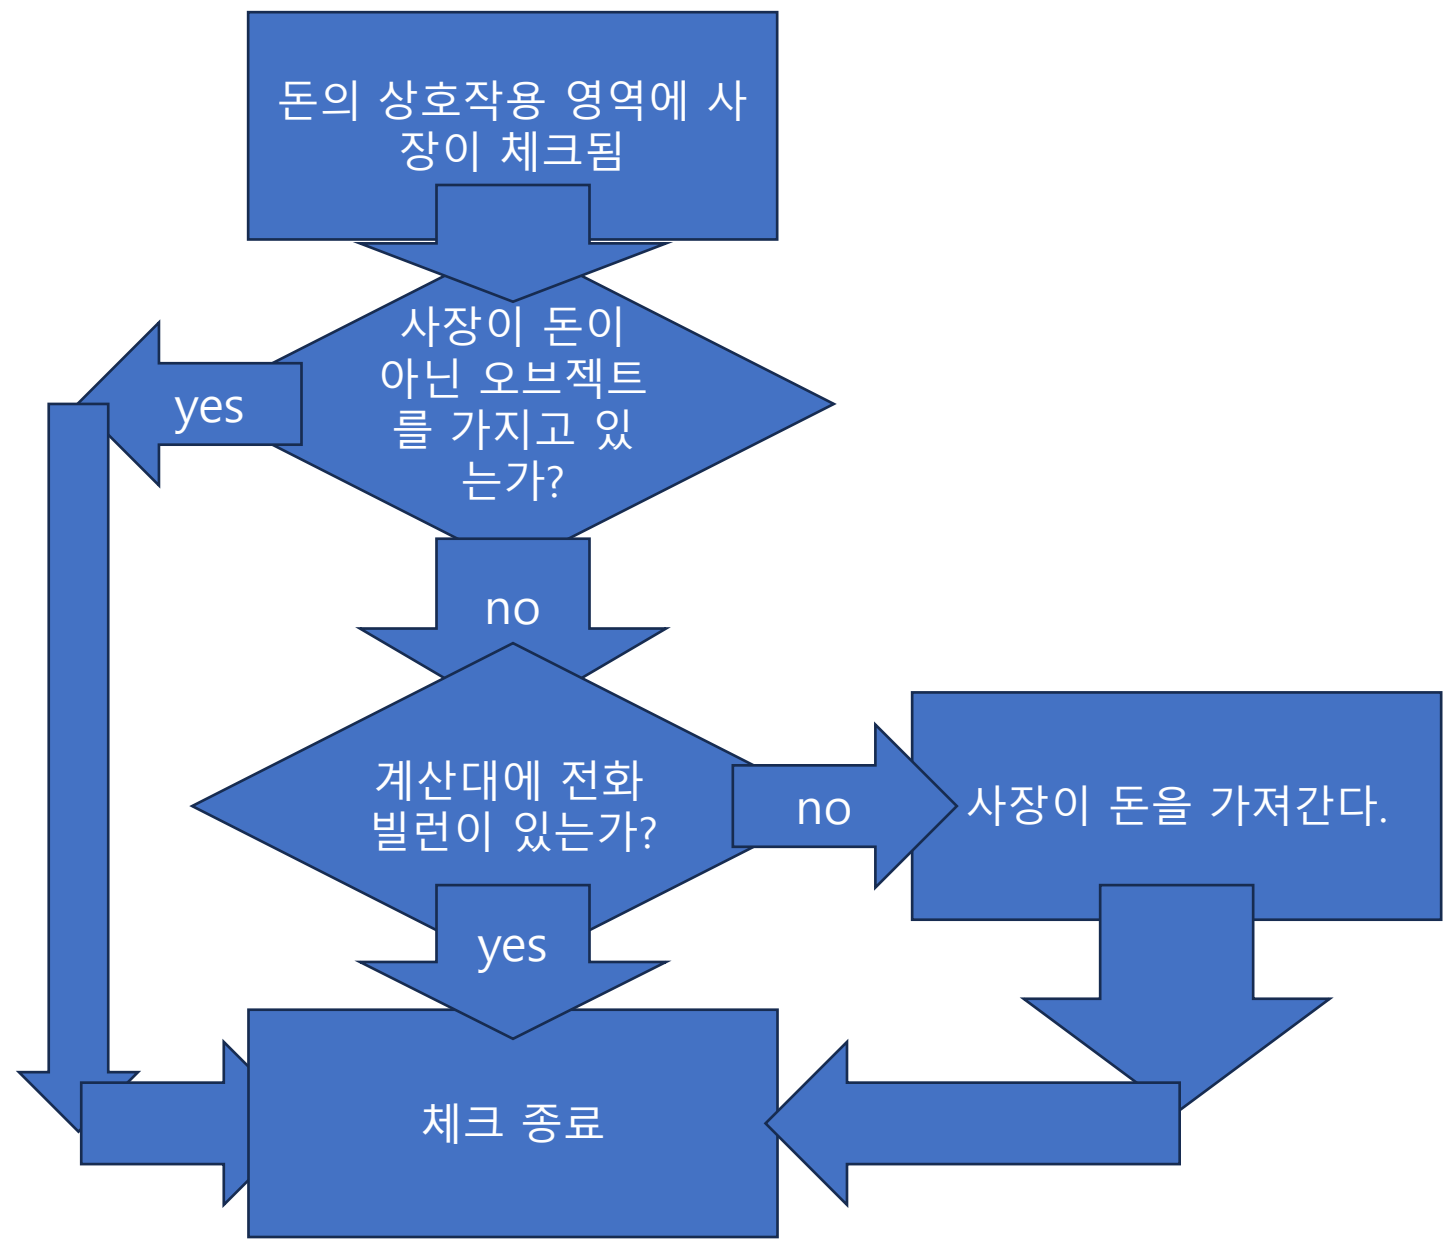 돈의 상호작용 영역에 사
장이 체크됨
사장이 돈이
아닌 오브젝트
를 가지고 있
는가?
yes
no
계산대에 전화
빌런이 있는가?
no
사장이 돈을 가져간다.
yes
체크 종료